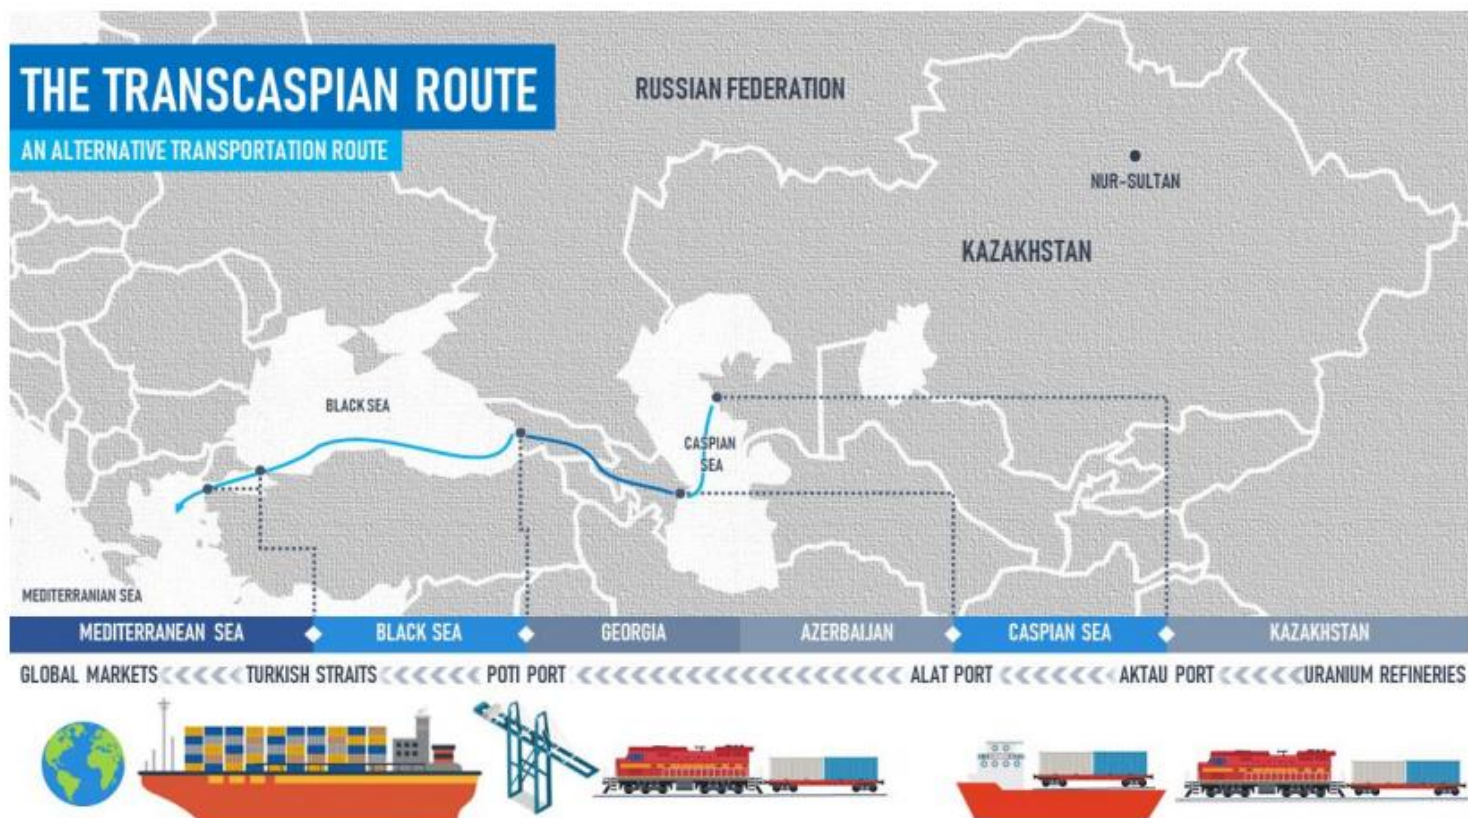 THE TRANSCASPIAN ROUTE
AN ALTERNATIVE TRANSPORTATION ROUTE
RUSSIAN FEDERATION
NUR-SULTAN
KAZAKHSTAN
BLACK SEA
CASPIAN
SEA
MEDITERRANIAN SEA
MEDITERRANEAN SEA
BLACK SEA
GEORGIA
AZERBAIJAN
CASPIAN SEA
KAZAKHSTAN
GLOBAL MARKETS
TURKISH STRAITS
POTI PORT
ALAT PORT
AKTAU PORT
URANIUM REFINERIES